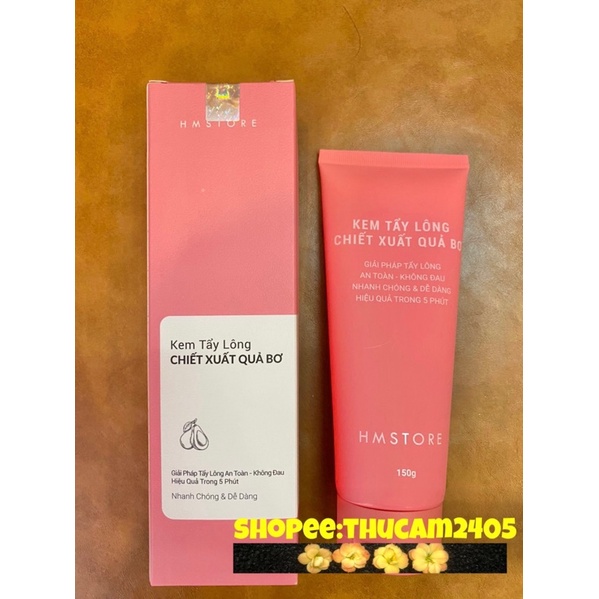 HMSTORE
Kem Tẩy Lông
CHIẾT XUẤT QUẢ BƠ
Giải Pháp Tẩy Lông An Toàn - Không Đau
Hiệu Quả Trong 5 Phút
Nhanh Chóng & Dễ Dàng
KEM TẨY LÔNG
CHIẾT XUẤT QUẢ BƠ
GIẢI PHÁP TẨY LÔNG
AN TOÀN - KHÔNG ĐAU
NHANH CHÓNG & DỄ DÀNG
HIỆU QUẢ TRONG 5 PHÚT
HMSTORE
150g
SHOPEE:THUCAM2405